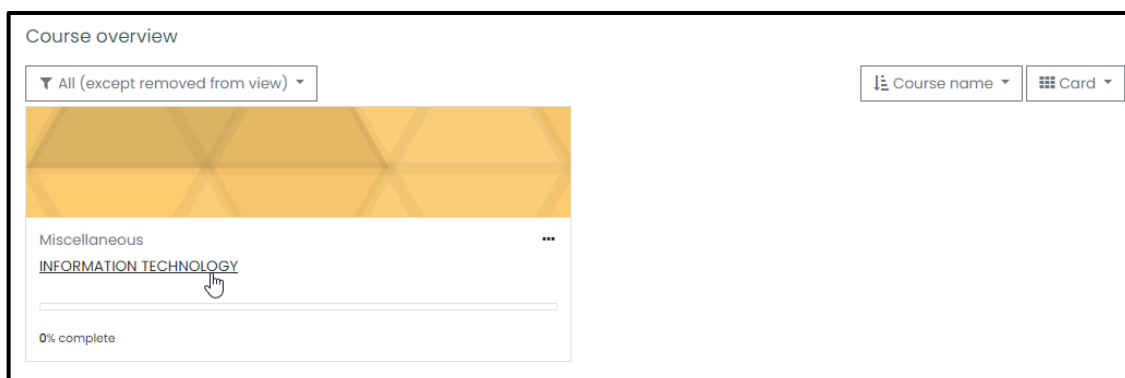 Course overview
All (except removed from view)
Course name
Card
Miscellaneous
INFORMATION TECHNOLOGY
0% complete